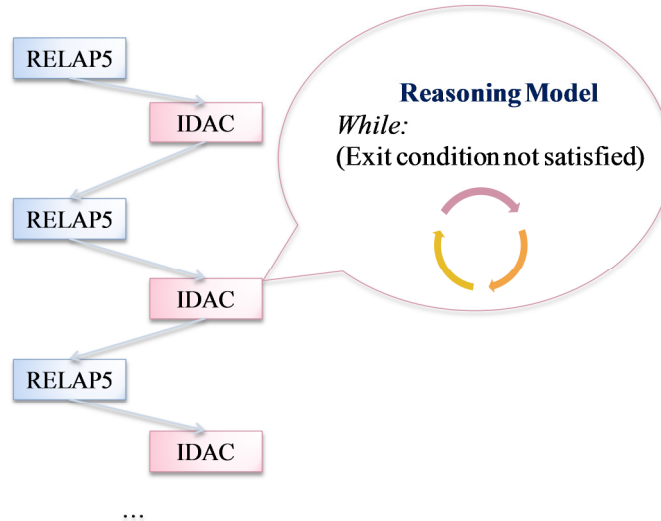 RELAP5
IDAC
RELAP5
IDAC
RELAP5
IDAC
...
Reasoning Model
While:
(Exit condition not satisfied)